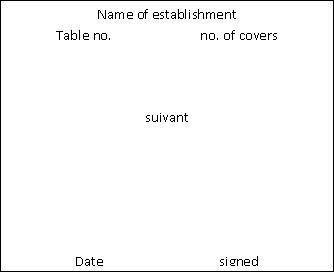 Name of establishment
Table no. no. of covers
suivant
Date signed